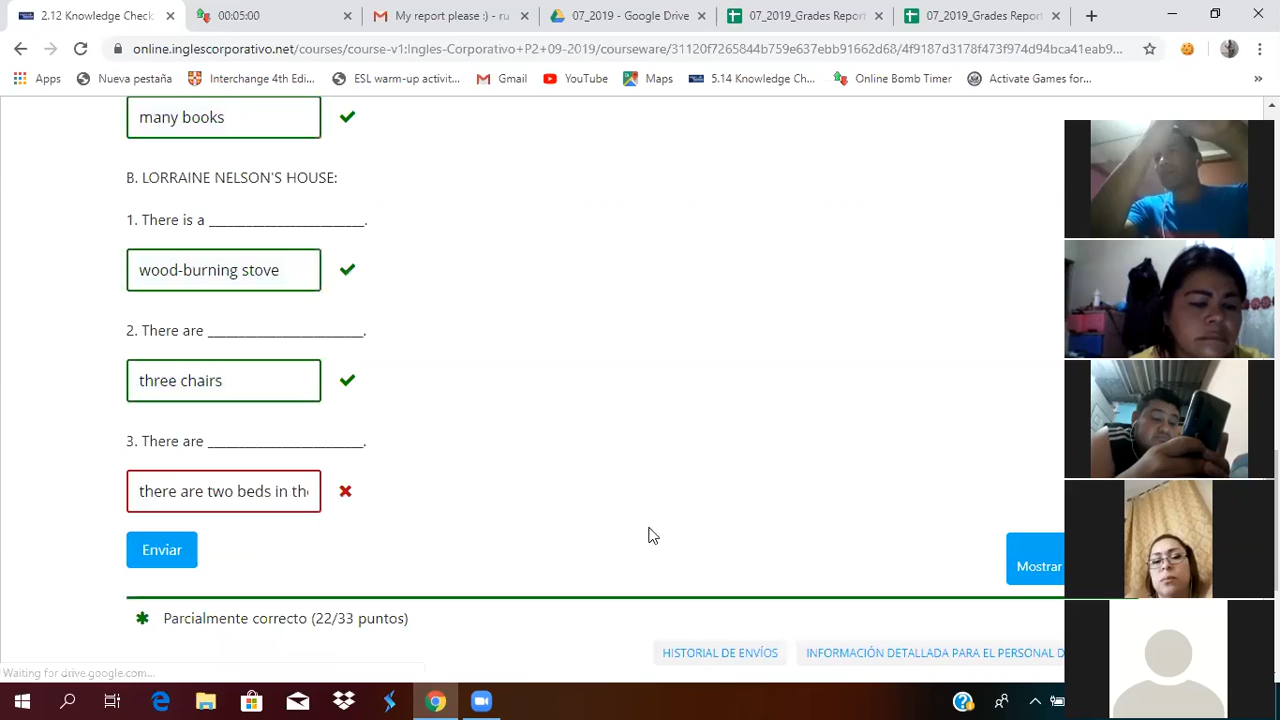 2.12 Knowledge Check
00:05:00
My report please :) - ru
07_2019 - Google Drive
07_2019_Grades Report
07_2019_Grades Report
online.inglescorporativo.net/courses/course-v1:Ingles-Corporativo+P2+09-2019/courseware/31120f7265844b759e637ebb91662d68/4f9187d3178f473f974d94bca41eab9...
Apps
Nueva pestaña
Interchange 4th Edi...
ESL warm-up activit...
Gmail
YouTube
Maps
5.14 Knowledge Ch...
Online Bomb Timer
Activate Games for...
many books
B. LORRAINE NELSON'S HOUSE:
1. There is a ______________________.
wood-burning stove
2. There are ______________________.
three chairs
3. There are ______________________.
there are two beds in the
Enviar
Mostrar
Parcialmente correcto (22/33 puntos)
HISTORIAL DE ENVÍOS
INFORMACIÓN DETALLADA PARA EL PERSONAL D
Waiting for drive.google.com...